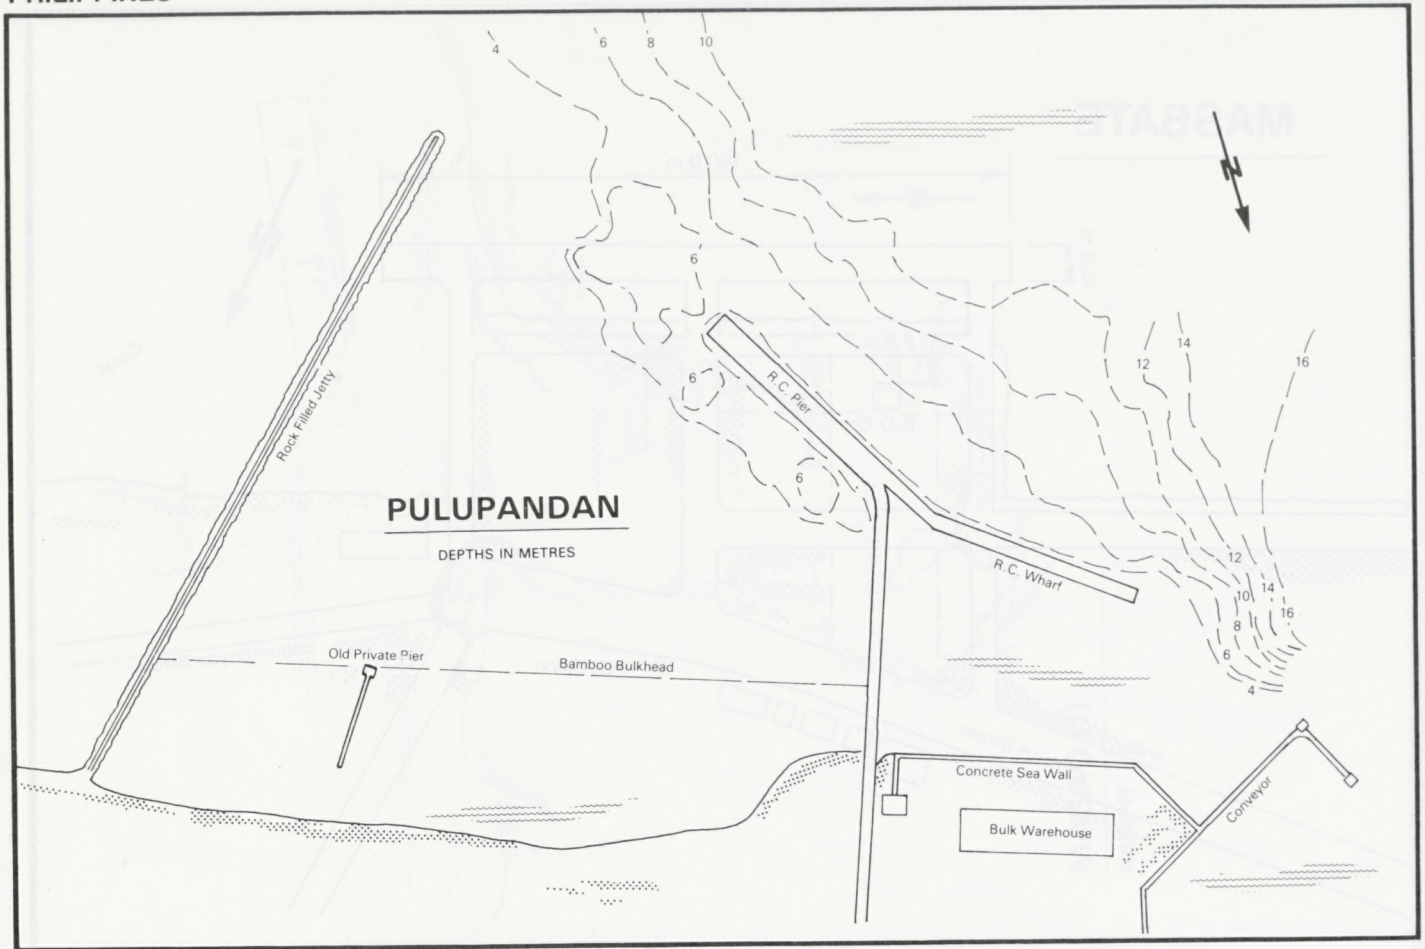 PHILIPPINES
4
6
8
10
N
6
12
14
16
6
R.C. Pier
Rock Filled Jetty
6
PULUPANDAN
DEPTHS IN METRES
R.C. Wharf
12
10
14
8
16
6
4
Old Private Pier
Bamboo Bulkhead
Concrete Sea Wall
Bulk Warehouse
Conveyor
MASBATE